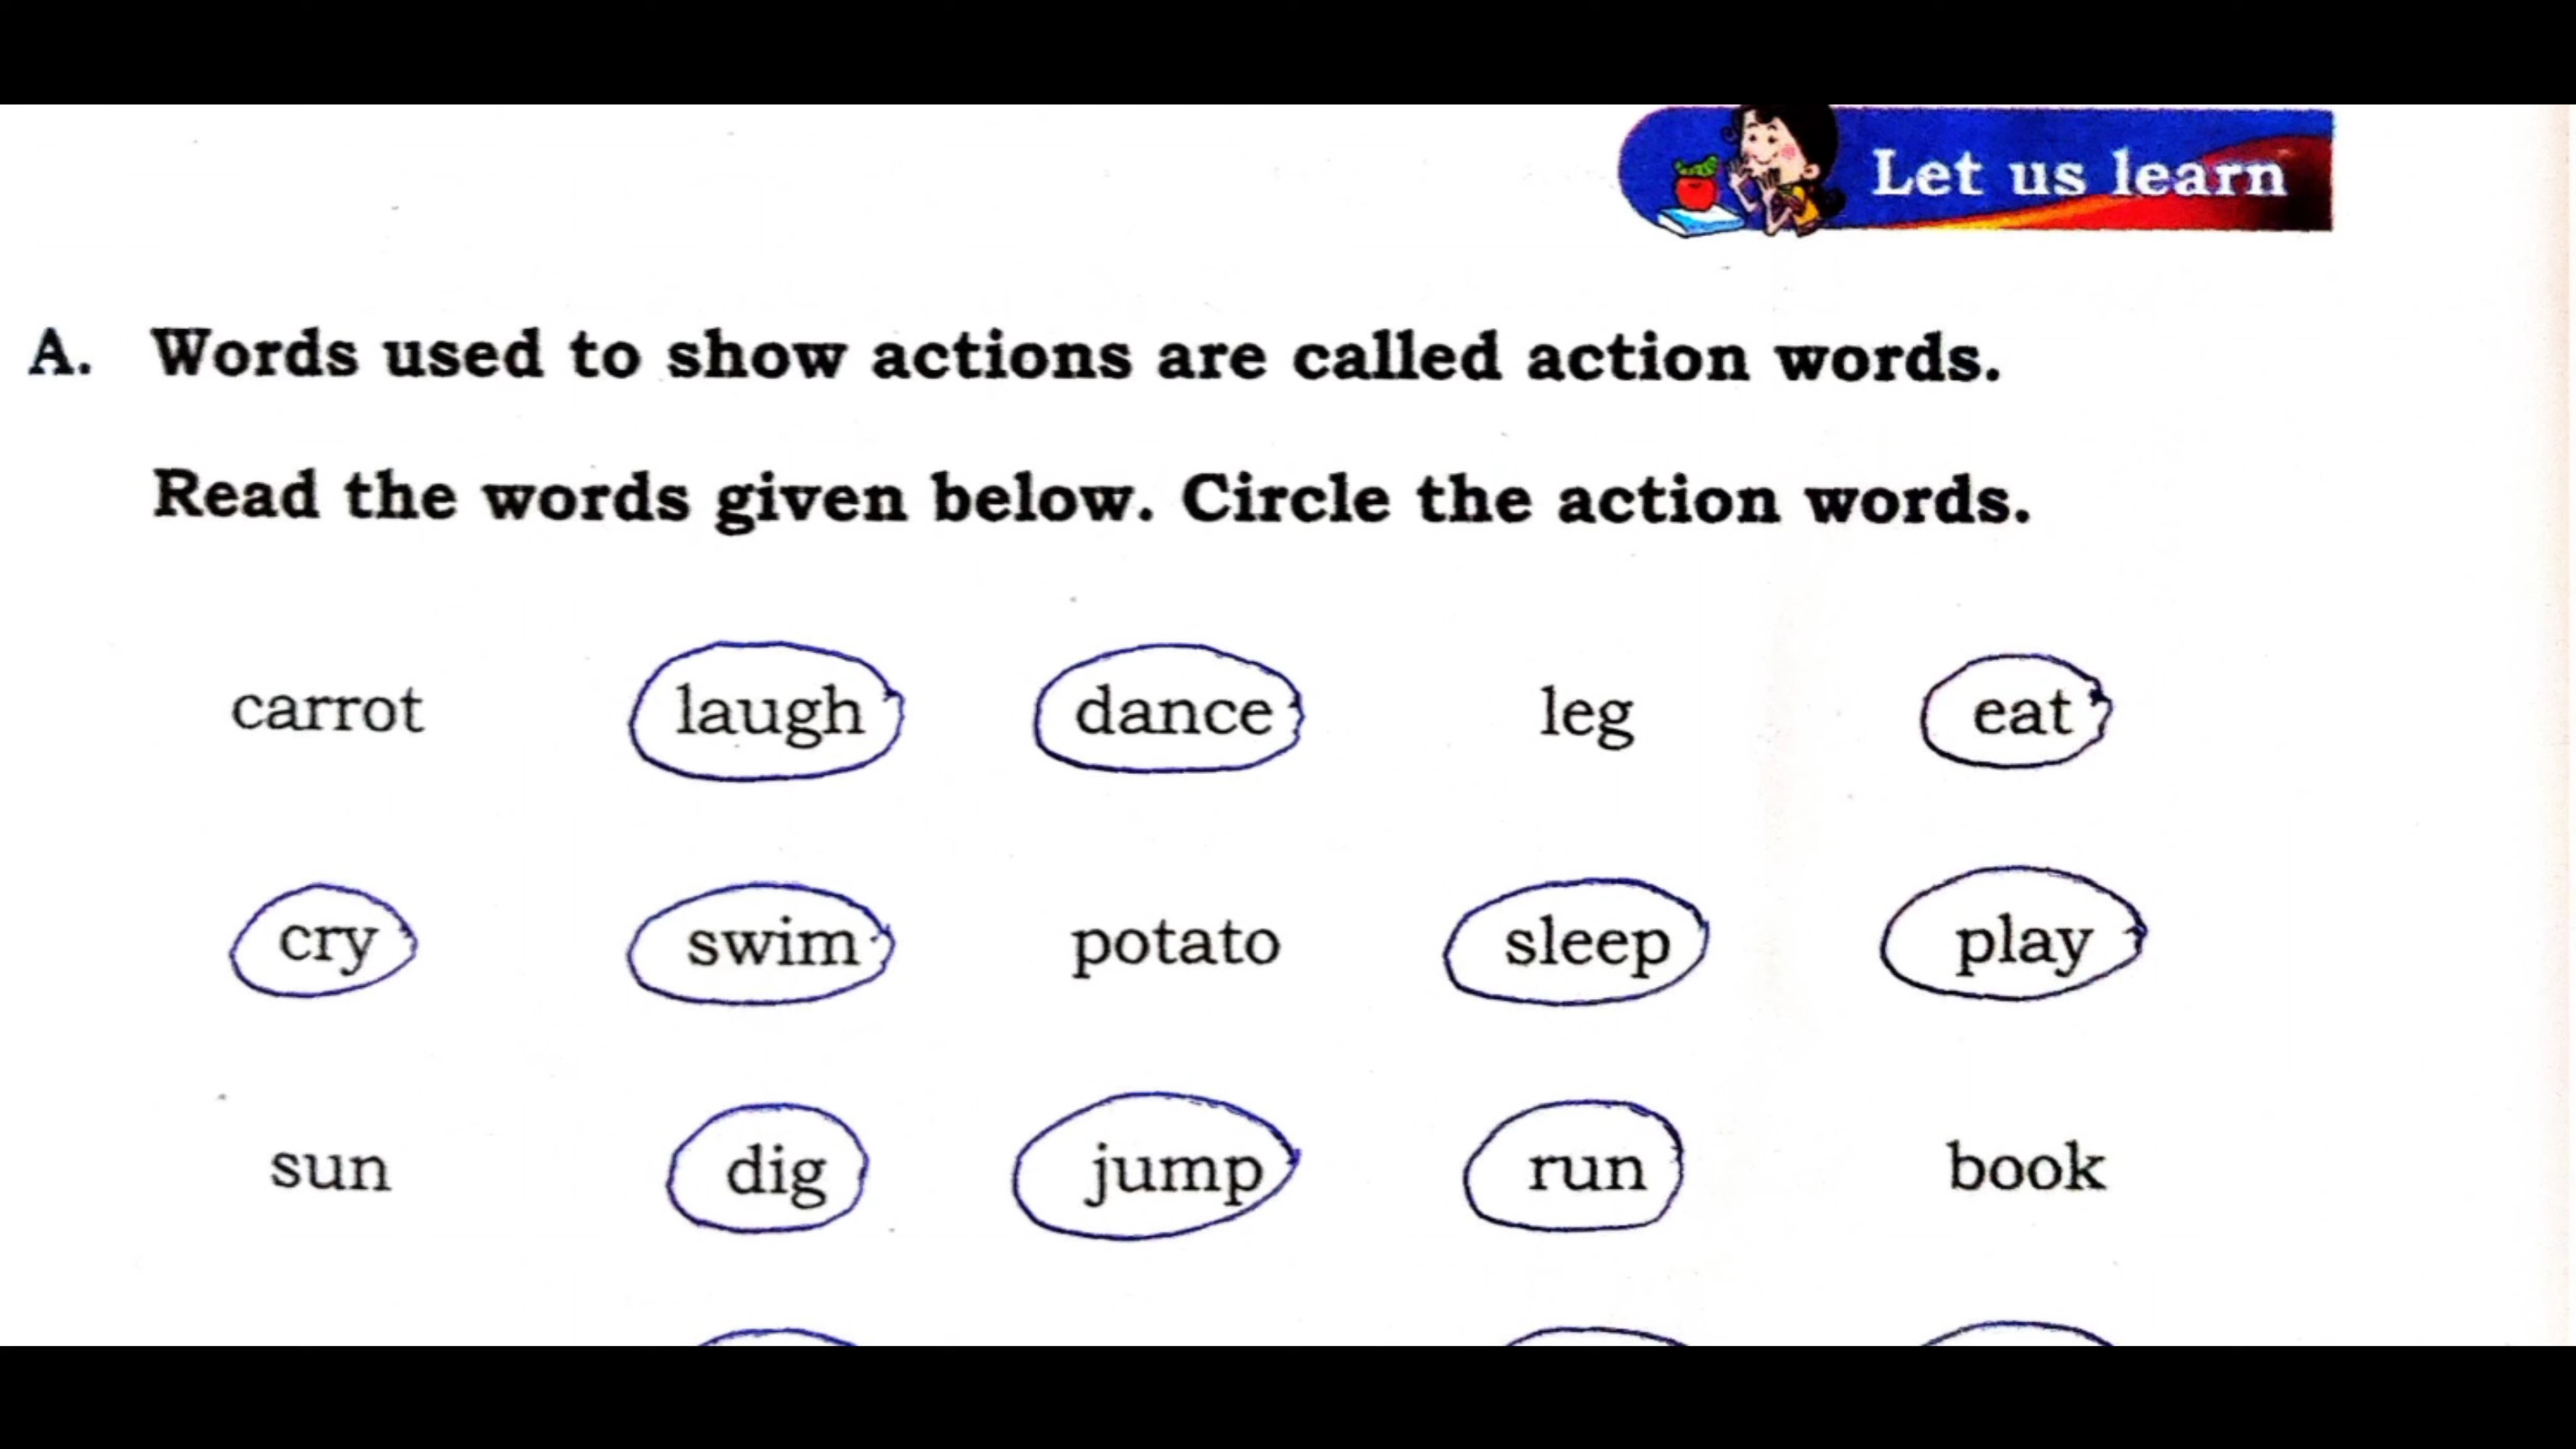 Let us learn
A. Words used to show actions are called action words.
Read the words given below. Circle the action words.
carrot laugh dance leg eat
cry swim potato sleep play
sun dig jump run book